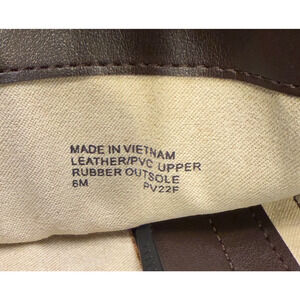 MADE IN VIETNAM
LEATHER/PVC UPPER
RUBBER OUTSOLE
6M PV22F